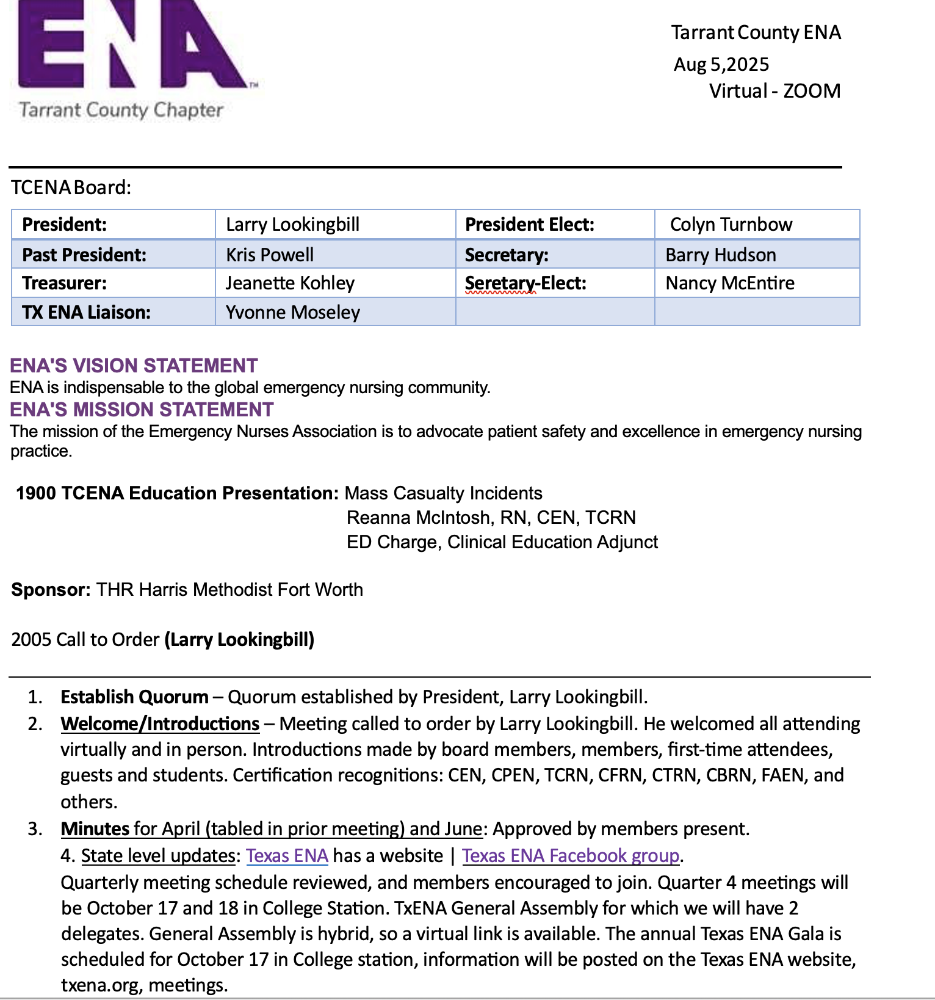 ENA™
Tarrant County Chapter
Tarrant County ENA
Aug 5,2025
Virtual - ZOOM
TCENA Board:
President: Larry Lookingbill President Elect: Colyn Turnbow
Past President: Kris Powell Secretary: Barry Hudson
Treasurer: Jeanette Kohley Seretary-Elect: Nancy McEntire
TX ENA Liaison: Yvonne Moseley
ENA'S VISION STATEMENT
ENA is indispensable to the global emergency nursing community.
ENA'S MISSION STATEMENT
The mission of the Emergency Nurses Association is to advocate patient safety and excellence in emergency nursing
practice.
1900 TCENA Education Presentation: Mass Casualty Incidents
Reanna McIntosh, RN, CEN, TCRN
ED Charge, Clinical Education Adjunct
Sponsor: THR Harris Methodist Fort Worth
2005 Call to Order (Larry Lookingbill)
1. Establish Quorum – Quorum established by President, Larry Lookingbill.
2. Welcome/Introductions – Meeting called to order by Larry Lookingbill. He welcomed all attending
virtually and in person. Introductions made by board members, members, first-time attendees,
guests and students. Certification recognitions: CEN, CPEN, TCRN, CFRN, CTRN, CBRN, FAEN, and
others.
3. Minutes for April (tabled in prior meeting) and June: Approved by members present.
4. State level updates: Texas ENA has a website | Texas ENA Facebook group.
Quarterly meeting schedule reviewed, and members encouraged to join. Quarter 4 meetings will
be October 17 and 18 in College Station. TxENA General Assembly for which we will have 2
delegates. General Assembly is hybrid, so a virtual link is available. The annual Texas ENA Gala is
scheduled for October 17 in College station, information will be posted on the Texas ENA website,
txena.org, meetings.